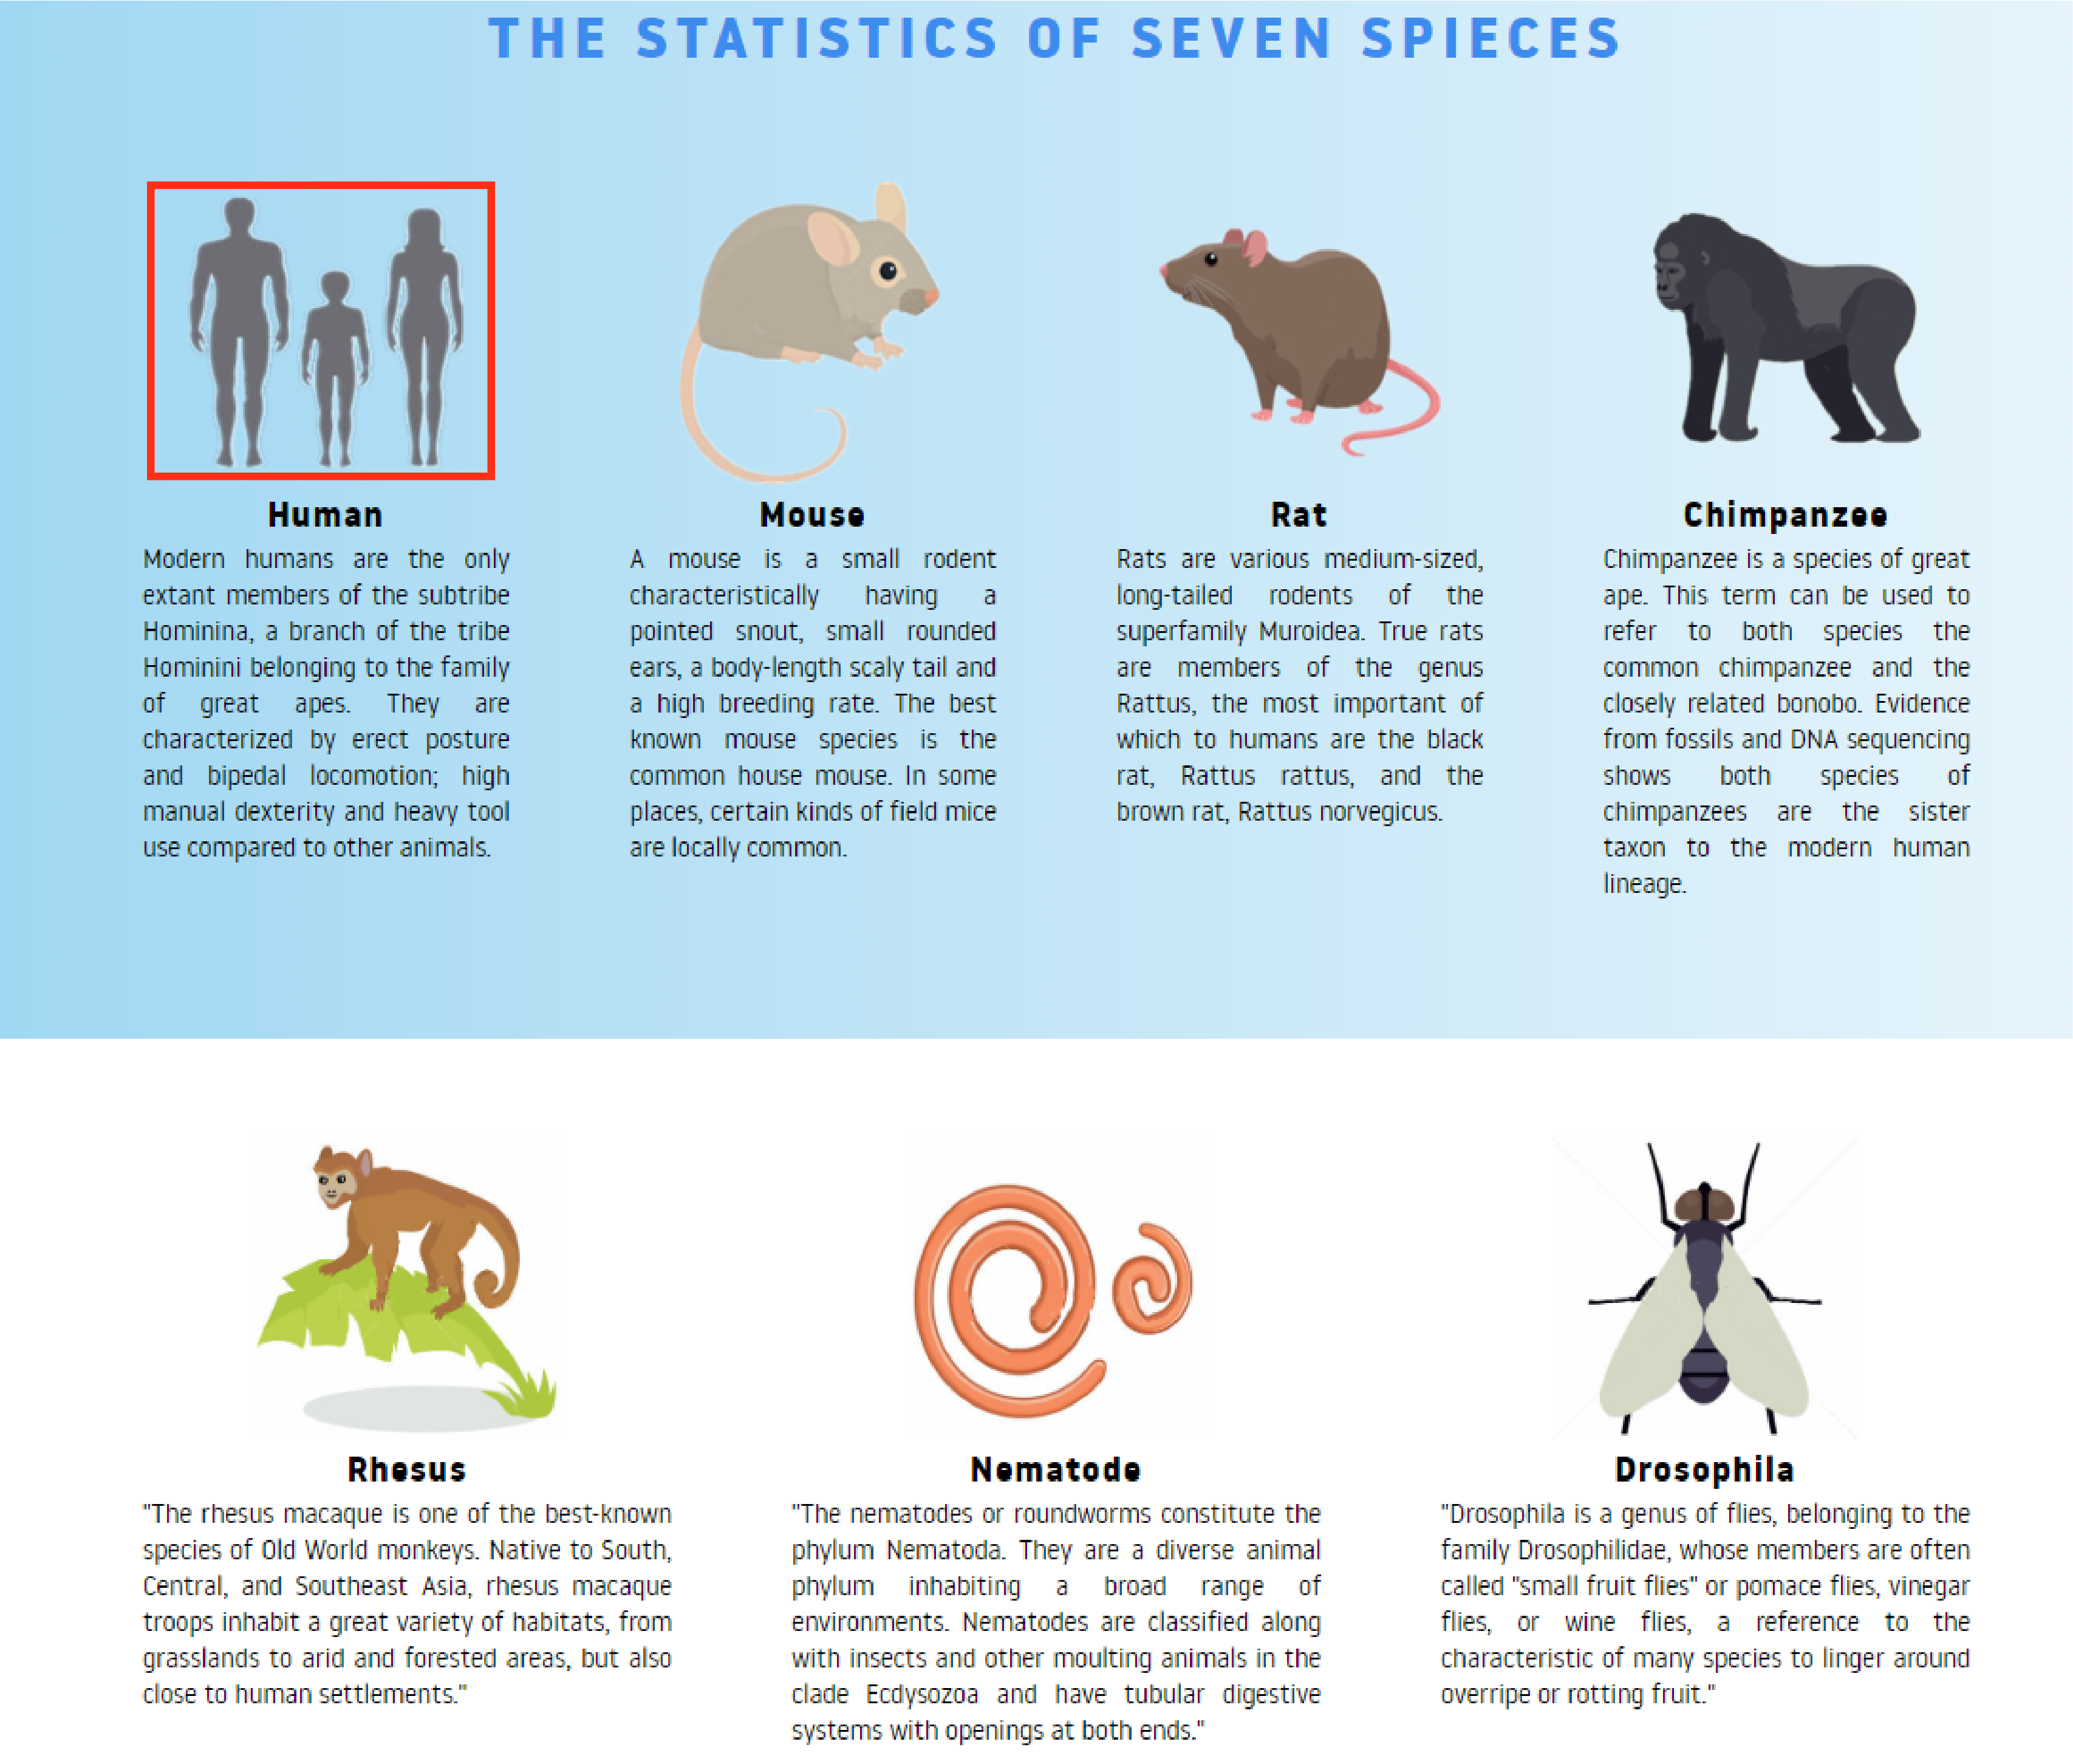 THE STATISTICS OF SEVEN SPIECES
Human
Modern humans are the only
extant members of the subtribe
Hominina, a branch of the tribe
Hominini belonging to the family
of great apes. They are
characterized by erect posture
and bipedal locomotion; high
manual dexterity and heavy tool
use compared to other animals.
Mouse
A mouse is a small rodent
characteristically having a
pointed snout, small rounded
ears, a body-length scaly tail and
a high breeding rate. The best
known mouse species is the
common house mouse. In some
places, certain kinds of field mice
are locally common.
Rat
Rats are various medium-sized,
long-tailed rodents of the
superfamily Muroidea. True rats
are members of the genus
Rattus, the most important of
which to humans are the black
rat, Rattus rattus, and the
brown rat, Rattus norvegicus.
Chimpanzee
Chimpanzee is a species of great
ape. This term can be used to
refer to both species the
common chimpanzee and the
closely related bonobo. Evidence
from fossils and DNA sequencing
shows both species of
chimpanzees are the sister
taxon to the modern human
lineage.
Rhesus
"The rhesus macaque is one of the best-known
species of Old World monkeys. Native to South,
Central, and Southeast Asia, rhesus macaque
troops inhabit a great variety of habitats, from
grasslands to arid and forested areas, but also
close to human settlements."
Nematode
"The nematodes or roundworms constitute the
phylum Nematoda. They are a diverse animal
phylum inhabiting a broad range of
environments. Nematodes are classified along
with insects and other moulting animals in the
clade Ecdysozoa and have tubular digestive
systems with openings at both ends."
Drosophila
"Drosophila is a genus of flies, belonging to the
family Drosophilidae, whose members are often
called "small fruit flies" or pomace flies, vinegar
flies, or wine flies, a reference to the
characteristic of many species to linger around
overripe or rotting fruit."